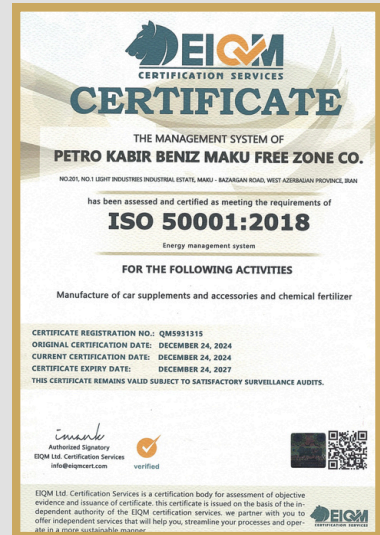 EIQM
CERTIFICATION SERVICES
CERTIFICATE
THE MANAGEMENT SYSTEM OF
PETRO KABIR BENIZ MAKU FREE ZONE CO.
NO.201, NO.1 LIGHT INDUSTRIES INDUSTRIAL ESTATE, MAKU - BAZARGAN ROAD, WEST AZERBAIJAN PROVINCE, IRAN
has been assessed and certified as meeting the requirements of
ISO 50001:2018
Energy management system
FOR THE FOLLOWING ACTIVITIES
Manufacture of car supplements and accessories and chemical fertilizer
CERTIFICATE REGISTRATION NO.: QM5931315
ORIGINAL CERTIFICATION DATE: DECEMBER 24, 2024
CURRENT CERTIFICATION DATE: DECEMBER 24, 2024
CERTIFICATE EXPIRY DATE: DECEMBER 24, 2027
THIS CERTIFICATE REMAINS VALID SUBJECT TO SATISFACTORY SURVEILLANCE AUDITS.
Authorized Signatory
EIQM Ltd. Certification Services
info@eiqmcert.com
verified
EIQM Ltd. Certification Services is a certification body for assessment of objective
evidence and issuance of certificate. this certificate is issued on the basis of the in-
dependent authority of the EIQM certification services. we partner with you to
offer independent services that will help you, streamline your processes and oper-
ate in a more sustainable manner
EIQM
CERTIFICATION SERVICES